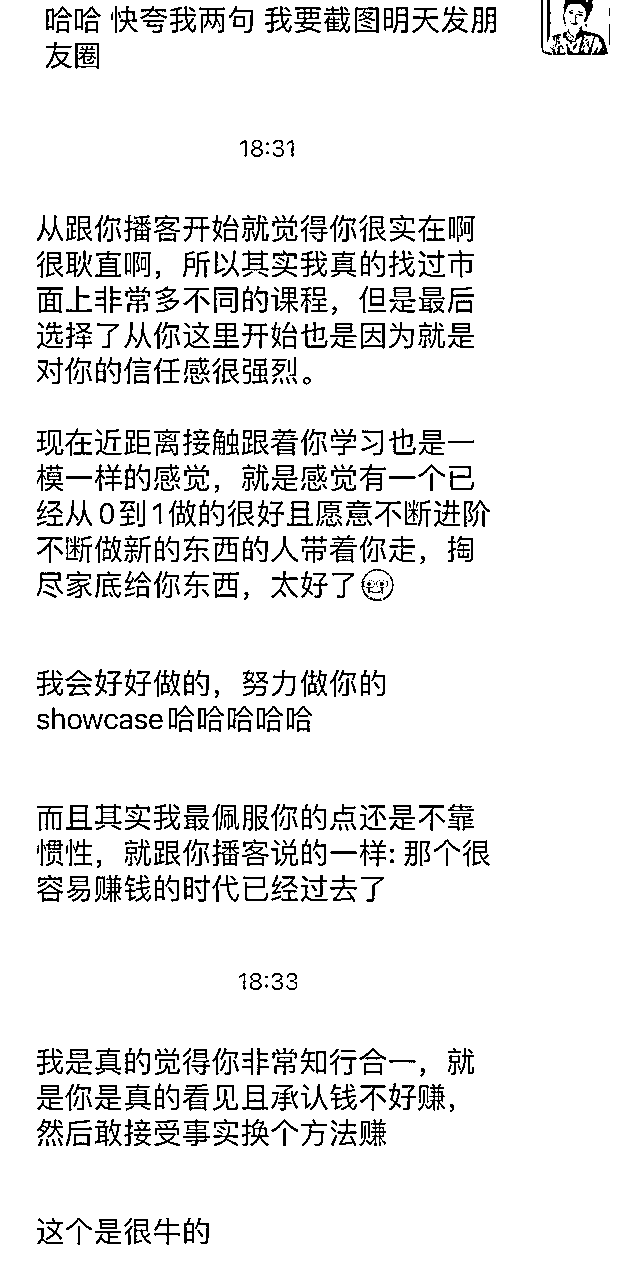 哈哈 快夸我两句 我要截图明天发朋
友圈
18:31
从跟你播客开始就觉得你很实在啊
很耿直啊，所以其实我真的找过市
面上非常多不同的课程，但是最后
选择了从你这里开始也是因为就是
对你的信任感很强烈。
现在近距离接触跟着你学习也是一
模一样的感觉，就是感觉有一个已
经从0到1做的很好且愿意不断进阶
不断做新的东西的人带着你走，掏
尽家底给你东西，太好了
我会好好做的，努力做你的
showcase哈哈哈哈哈
而且其实我最佩服你的点还是不靠
惯性，就跟你播客说的一样: 那个很
容易赚钱的时代已经过去了
18:33
我是真的觉得你非常知行合一，就
是你是真的看见且承认钱不好赚，
然后敢接受事实换个方法赚
这个是很牛的